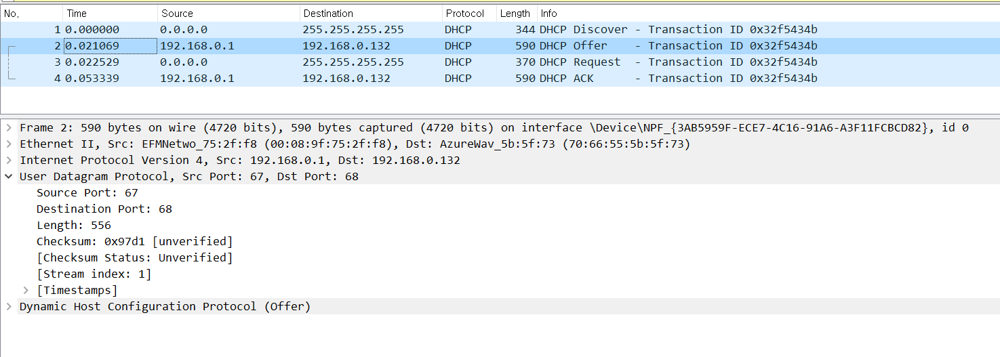 No. Time Source Destination Protocol Length Info
1 0.000000 0.0.0.0 255.255.255.255 DHCP 344 DHCP Discover - Transaction ID 0x32f5434b
2 0.021069 192.168.0.1 192.168.0.132 DHCP 590 DHCP Offer - Transaction ID 0x32f5434b
3 0.022529 0.0.0.0 255.255.255.255 DHCP 370 DHCP Request - Transaction ID 0x32f5434b
4 0.053339 192.168.0.1 192.168.0.132 DHCP 590 DHCP ACK - Transaction ID 0x32f5434b
Frame 2: 590 bytes on wire (4720 bits), 590 bytes captured (4720 bits) on interface \Device\NPF_{3AB5959F-ECE7-4C16-91A6-A3F11FCBCD82}, id 0
Ethernet II, Src: EFMNetwo_75:2f:f8 (00:08:9f:75:2f:f8), Dst: AzureWav_5b:5f:73 (70:66:55:5b:5f:73)
Internet Protocol Version 4, Src: 192.168.0.1, Dst: 192.168.0.132
User Datagram Protocol, Src Port: 67, Dst Port: 68
Source Port: 67
Destination Port: 68
Length: 556
Checksum: 0x97d1 [unverified]
[Checksum Status: Unverified]
[Stream index: 1]
[Timestamps]
Dynamic Host Configuration Protocol (Offer)